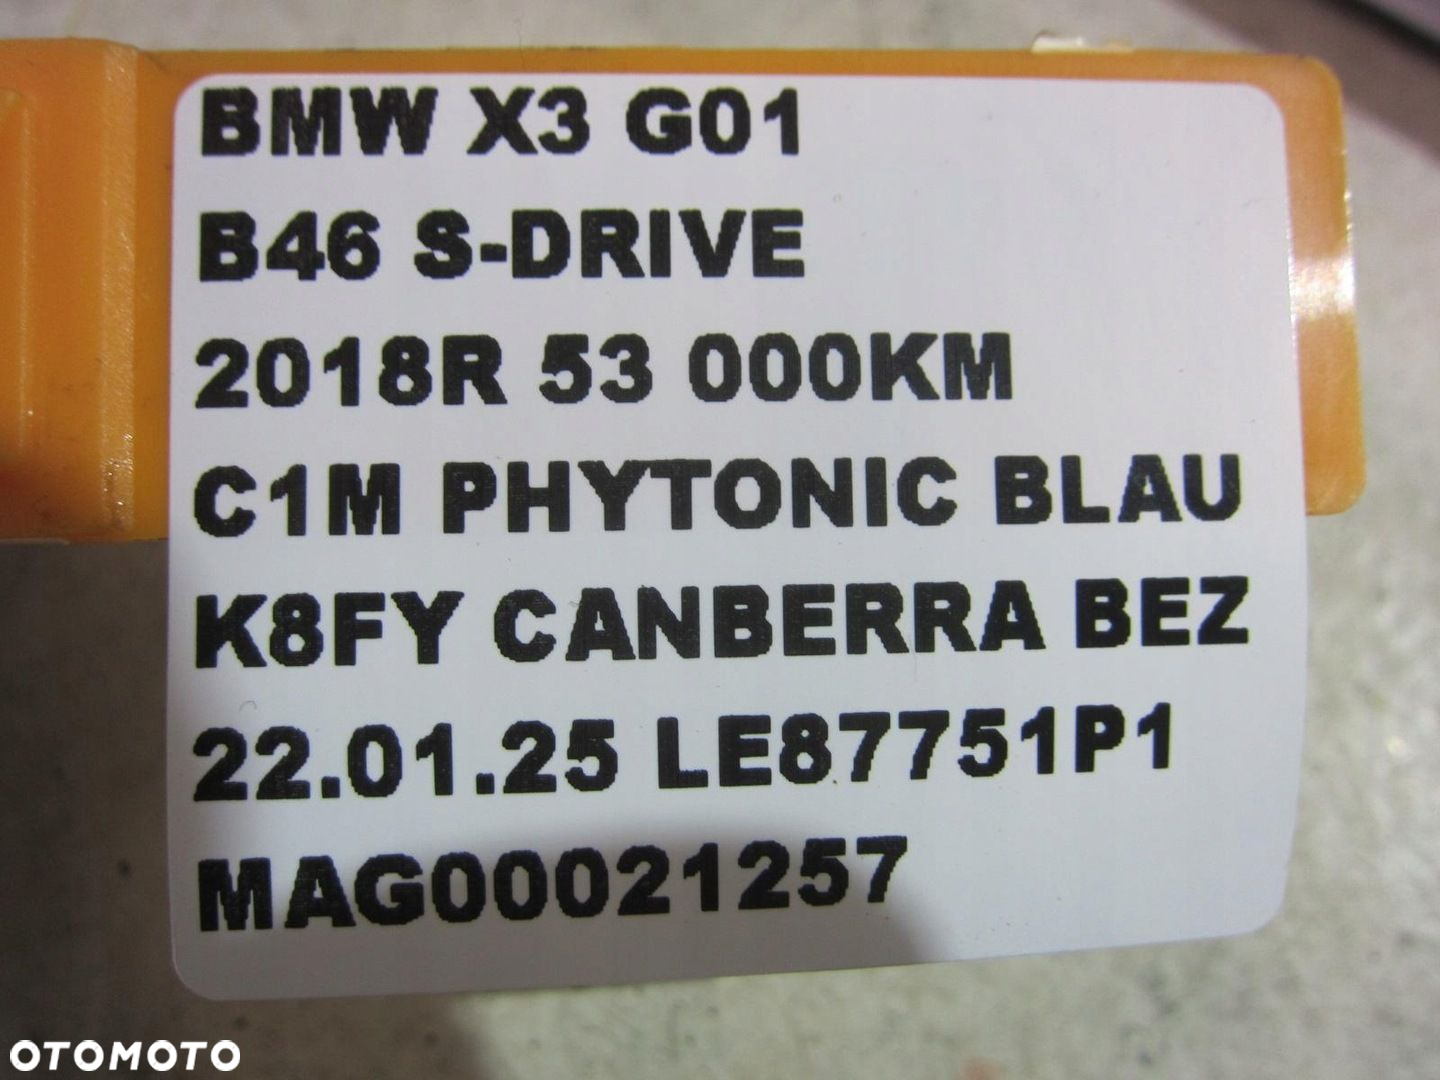 BMW X3 G01
B46 S-DRIVE
2018R 53 000KM
C1M PHYTONIC BLAU
K8FY CANBERRA BEZ
22.01.25 LE87751P1
MAG00021257
OTOMOTO